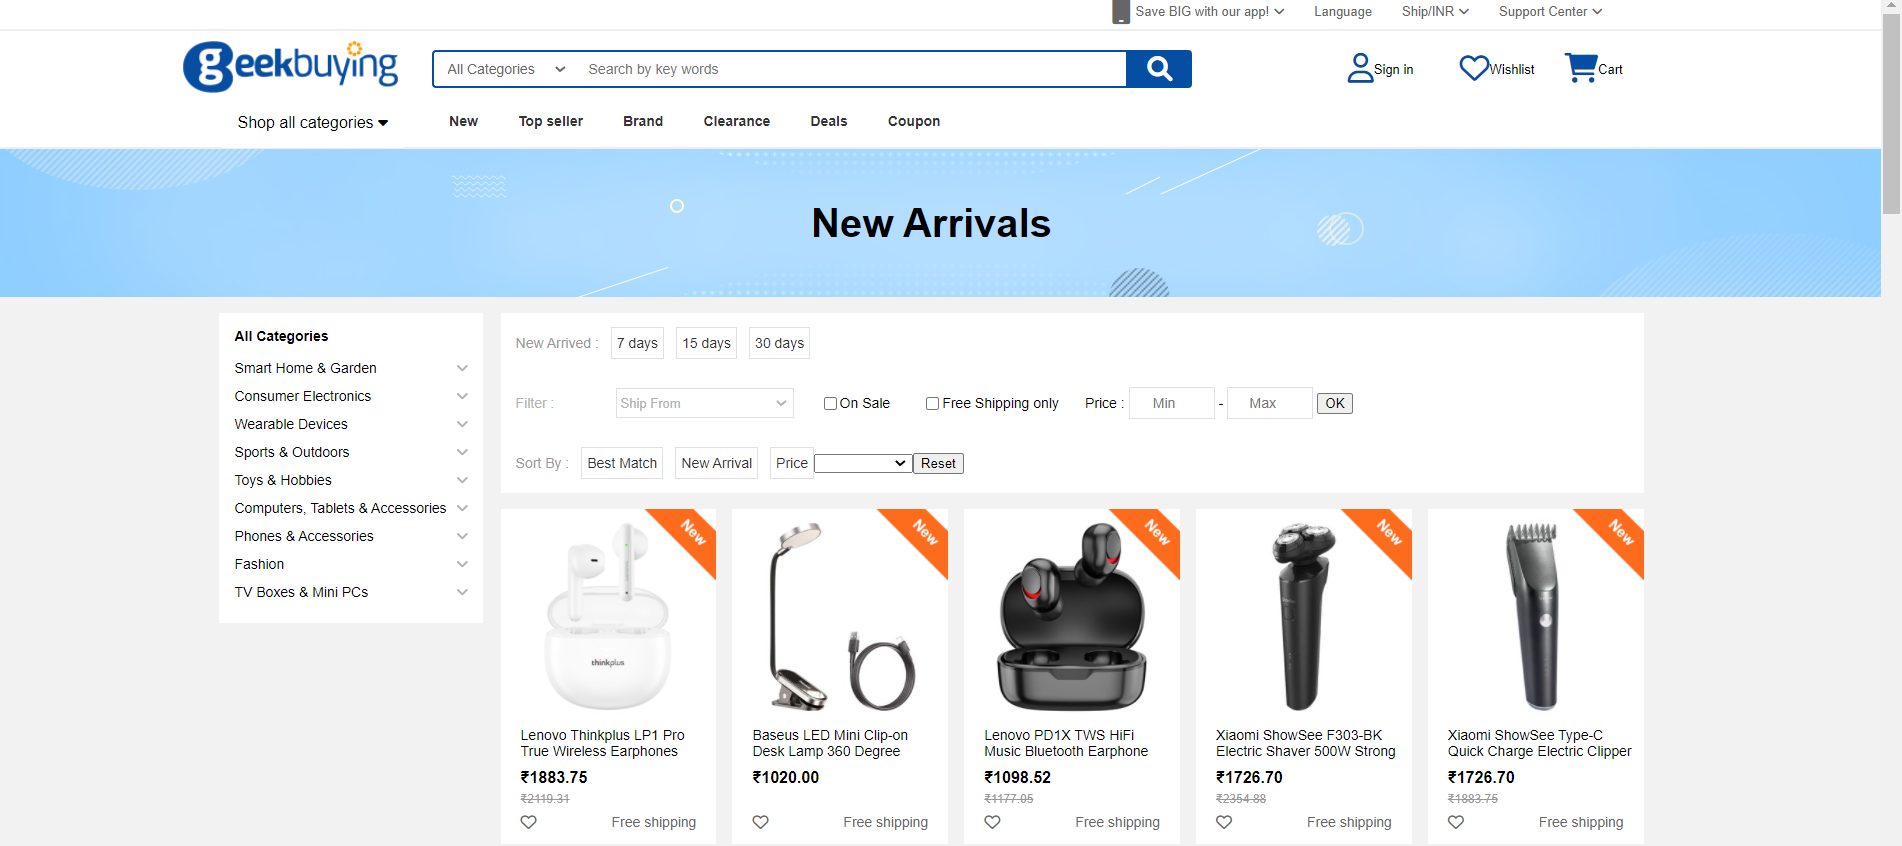 Save BIG with our app! Language Ship/INR Support Center
geekbuying
All Categories Search by key words
Sign in Wishlist Cart
Shop all categories New Top seller Brand Clearance Deals Coupon
New Arrivals
All Categories
Smart Home & Garden
Consumer Electronics
Wearable Devices
Sports & Outdoors
Toys & Hobbies
Computers, Tablets & Accessories
Phones & Accessories
Fashion
TV Boxes & Mini PCs
New Arrived : 7 days 15 days 30 days
Filter : Ship From On Sale Free Shipping only Price : Min - Max OK
Sort By : Best Match New Arrival Price Reset
New
thinkplus
Lenovo Thinkplus LP1 Pro
True Wireless Earphones
₹1883.75
₹2119.31
Free shipping
New
Baseus LED Mini Clip-on
Desk Lamp 360 Degree
₹1020.00
Free shipping
New
Lenovo PD1X TWS HiFi
Music Bluetooth Earphone
₹1098.52
₹1177.05
Free shipping
New
Xiaomi ShowSee F303-BK
Electric Shaver 500W Strong
₹1726.70
₹2354.88
Free shipping
New
Xiaomi ShowSee Type-C
Quick Charge Electric Clipper
₹1726.70
₹1883.75
Free shipping